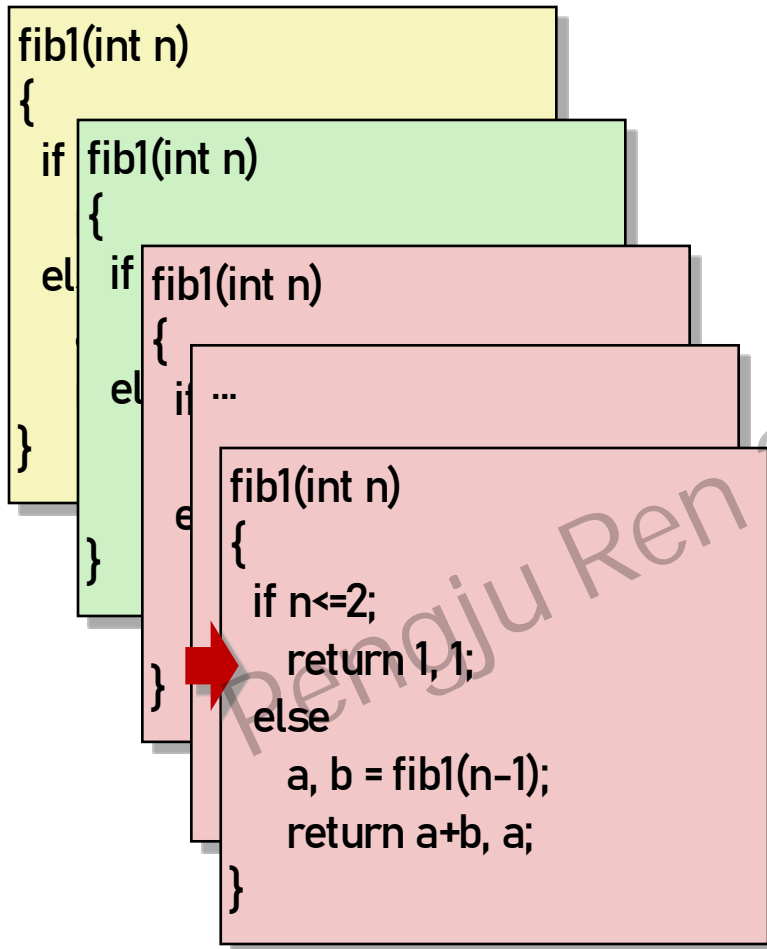 fib1(int n)
{
if
el
}
fib1(int n)
{
if
el
}
fib1(int n)
{
if
e
}
...
fib1(int n)
{
if n<=2;
return 1, 1;
else
a, b = fib1(n-1);
return a+b, a;
}
Pengju Ren